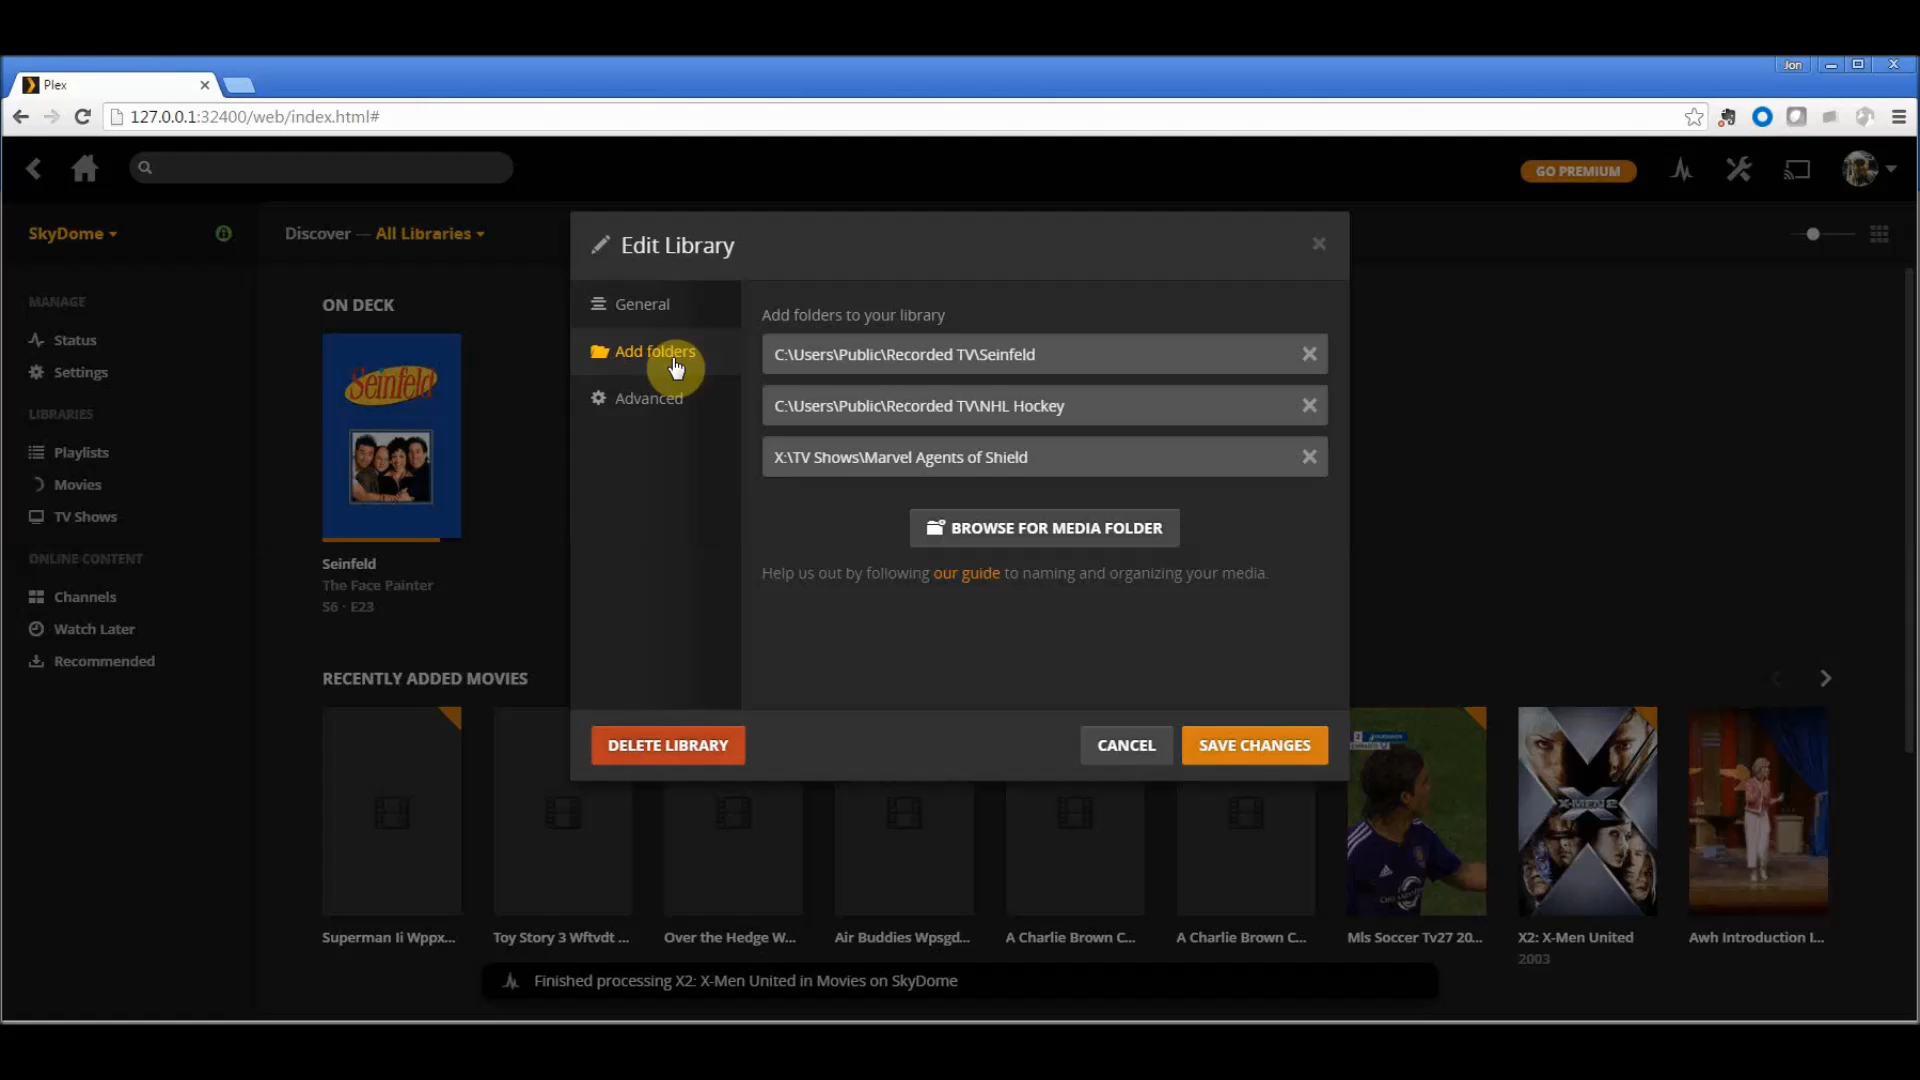 Plex
Jon
127.0.0.1:32400/web/index.html#
GO PREMIUM
SkyDome
Discover — All Libraries
MANAGE
Status
Settings
LIBRARIES
Playlists
Movies
TV Shows
ONLINE CONTENT
Channels
Watch Later
Recommended
ON DECK
Seinfeld
Seinfeld
The Face Painter
S6 · E23
Edit Library
General
Add folders
Advanced
Add folders to your library
C:\Users\Public\Recorded TV\Seinfeld
C:\Users\Public\Recorded TV\NHL Hockey
X:\TV Shows\Marvel Agents of Shield
BROWSE FOR MEDIA FOLDER
Help us out by following our guide to naming and organizing your media.
DELETE LIBRARY
CANCEL
SAVE CHANGES
RECENTLY ADDED MOVIES
Superman Ii Wppx...
Toy Story 3 Wftvdt ...
Over the Hedge W...
Air Buddies Wpsgd...
A Charlie Brown C...
A Charlie Brown C...
Mls Soccer Tv27 20...
X-MEN 2
X2: X-Men United
2003
Awh Introduction I...
Finished processing X2: X-Men United in Movies on SkyDome